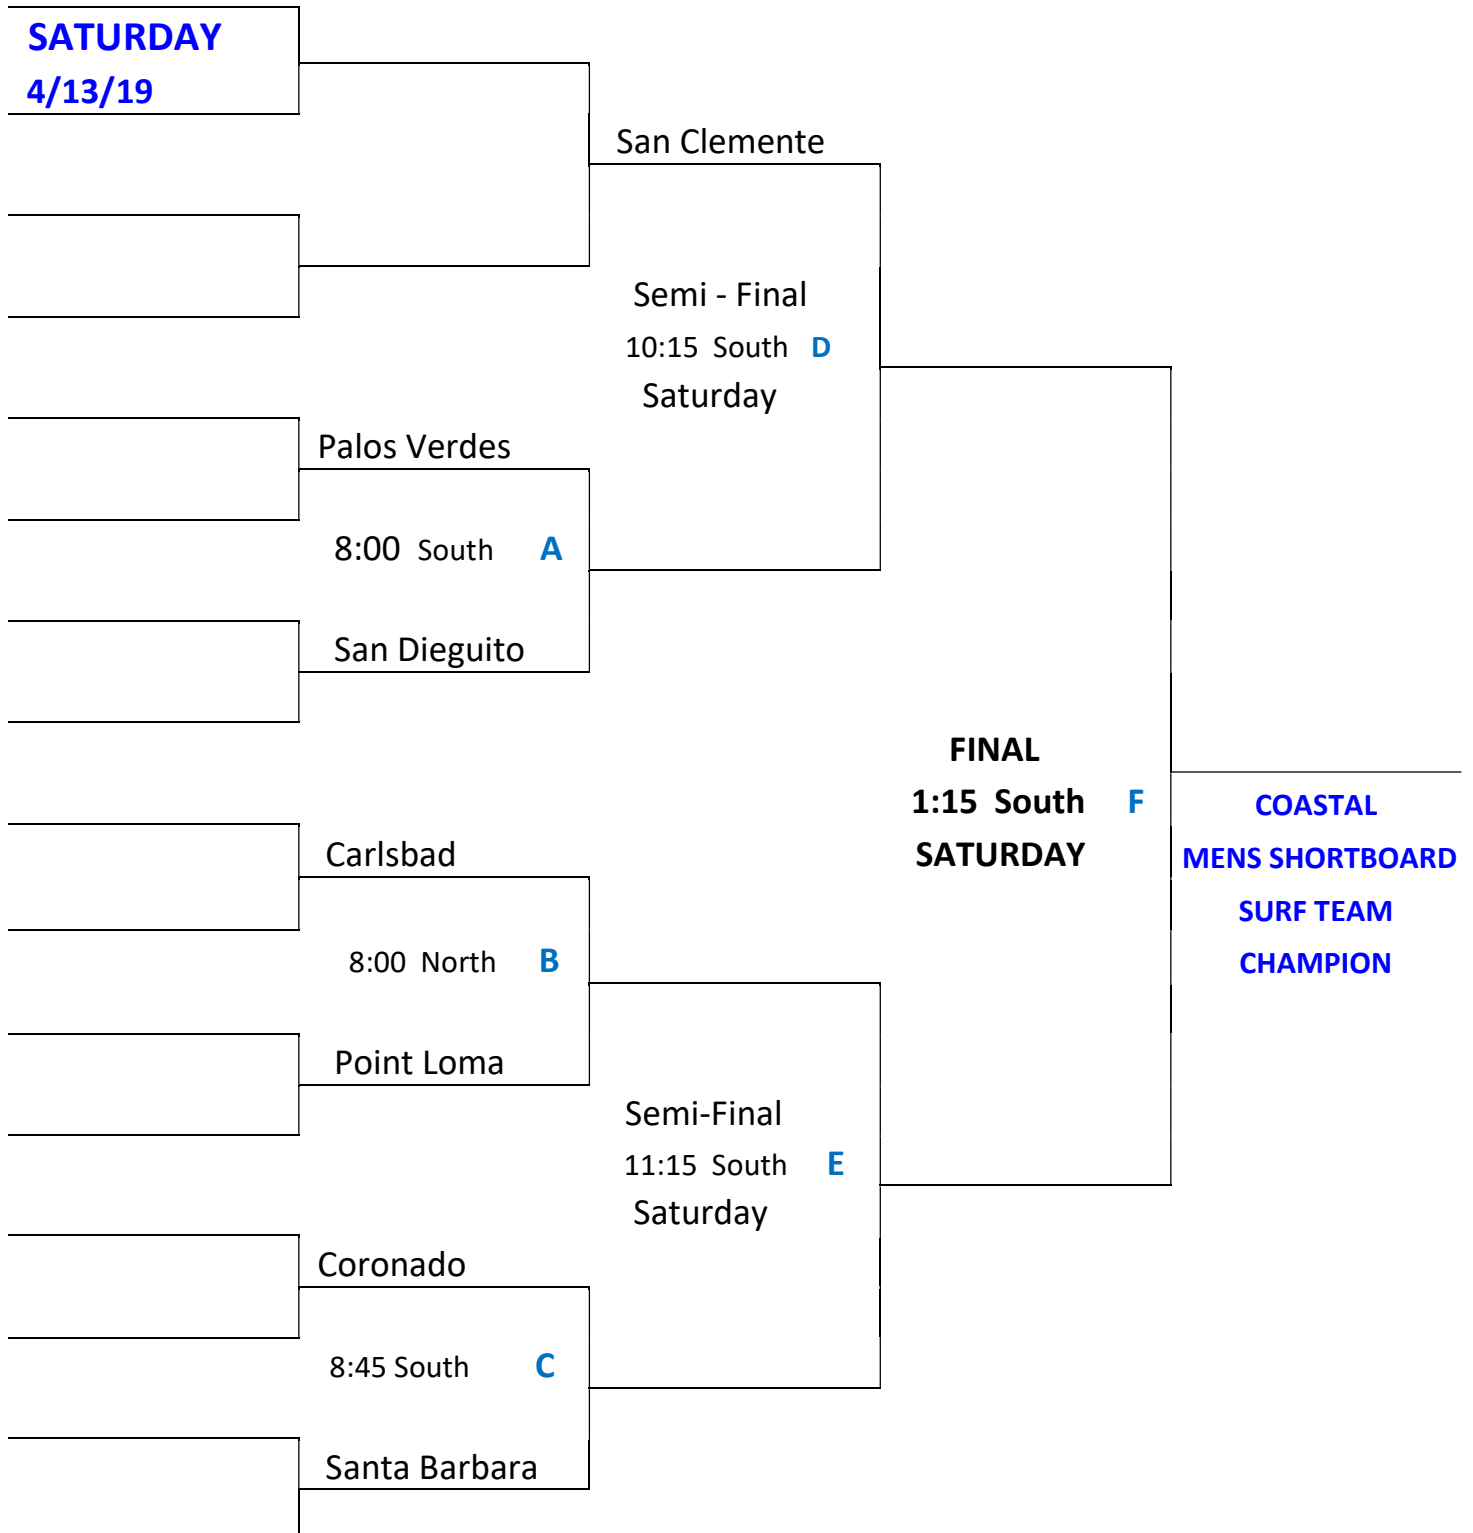 SATURDAY
4/13/19
San Clemente
Semi - Final
10:15 South D
Saturday
Palos Verdes
8:00 South A
San Dieguito
FINAL
1:15 South F
SATURDAY
COASTAL
MENS SHORTBOARD
SURF TEAM
CHAMPION
Carlsbad
8:00 North B
Point Loma
Semi-Final
11:15 South E
Saturday
Coronado
8:45 South C
Santa Barbara